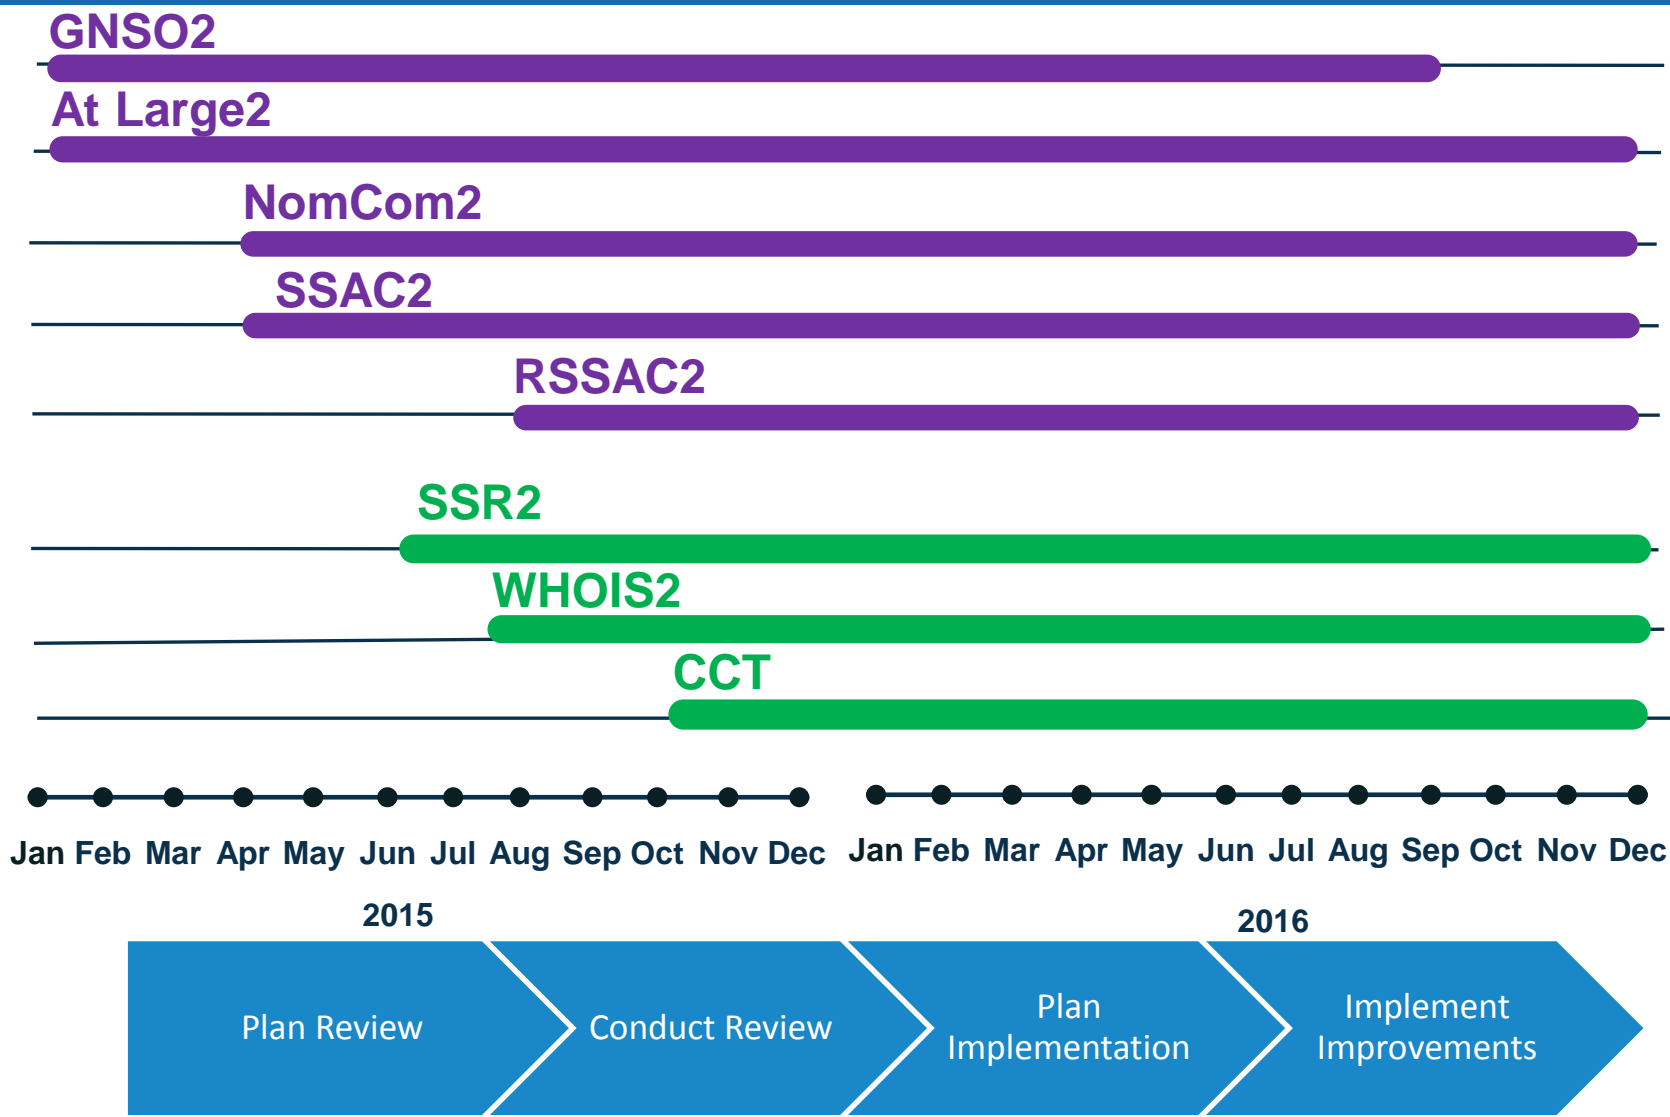 GNSO2
At Large2
NomCom2
SSAC2
RSSAC2
SSR2
WHOIS2
CCT
Jan Feb Mar Apr May Jun Jul Aug Sep Oct Nov Dec Jan Feb Mar Apr May Jun Jul Aug Sep Oct Nov Dec
2015 2016
Plan Review
Conduct Review
Plan
Implementation
Implement
Improvements